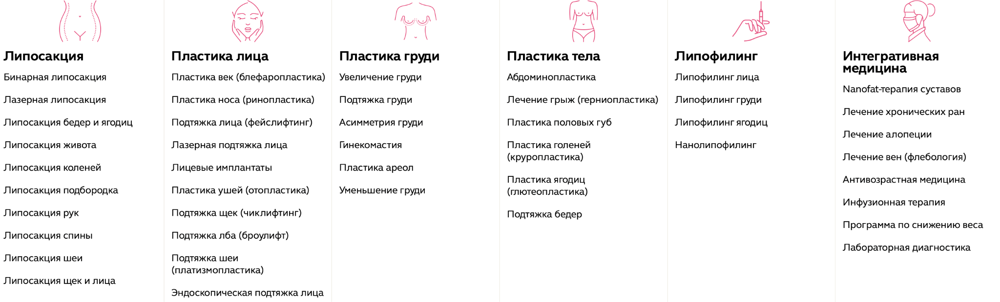 Липосакция
Бинарная липосакция
Лазерная липосакция
Липосакция бедер и ягодиц
Липосакция живота
Липосакция коленей
Липосакция подбородка
Липосакция рук
Липосакция спины
Липосакция шеи
Липосакция щек и лица
Пластика лица
Пластика век (блефаропластика)
Пластика носа (ринопластика)
Подтяжка лица (фейслифтинг)
Лазерная подтяжка лица
Лицевые имплантаты
Пластика ушей (отопластика)
Подтяжка щек (чиклифтинг)
Подтяжка лба (броулифт)
Подтяжка шеи
(платизмопластика)
Эндоскопическая подтяжка лица
Пластика груди
Увеличение груди
Подтяжка груди
Асимметрия груди
Гинекомастия
Пластика ареол
Уменьшение груди
Пластика тела
Абдоминопластика
Лечение грыж (герниопластика)
Пластика половых губ
Пластика голеней
(круропластика)
Пластика ягодиц
(глютеопластика)
Подтяжка бедер
Липофилинг
Липофилинг лица
Липофилинг груди
Липофилинг ягодиц
Нанолипофилинг
Интегративная
медицина
Nanofat-терапия суставов
Лечение хронических ран
Лечение алопеции
Лечение вен (флебология)
Антивозрастная медицина
Инфузионная терапия
Программа по снижению веса
Лабораторная диагностика